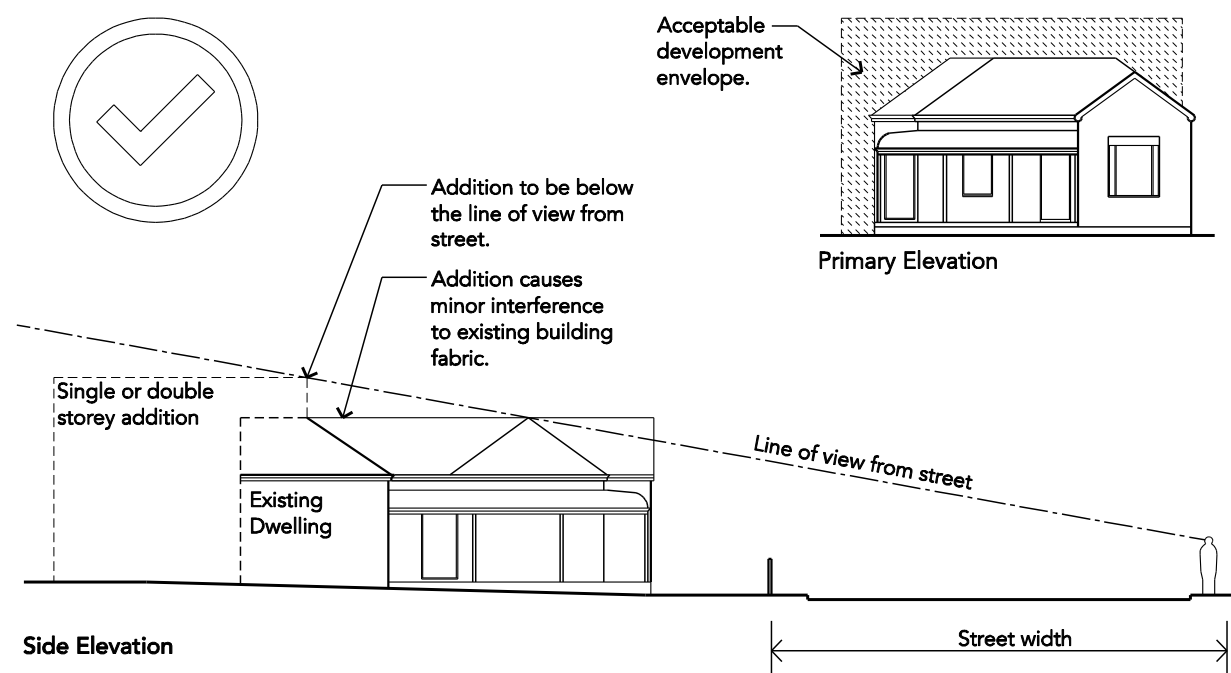 Acceptable
development
envelope.
Primary Elevation
Addition to be below
the line of view from
street.
Addition causes
minor interference
to existing building
fabric.
Single or double
storey addition
Line of view from street
Existing
Dwelling
Side Elevation
Street width